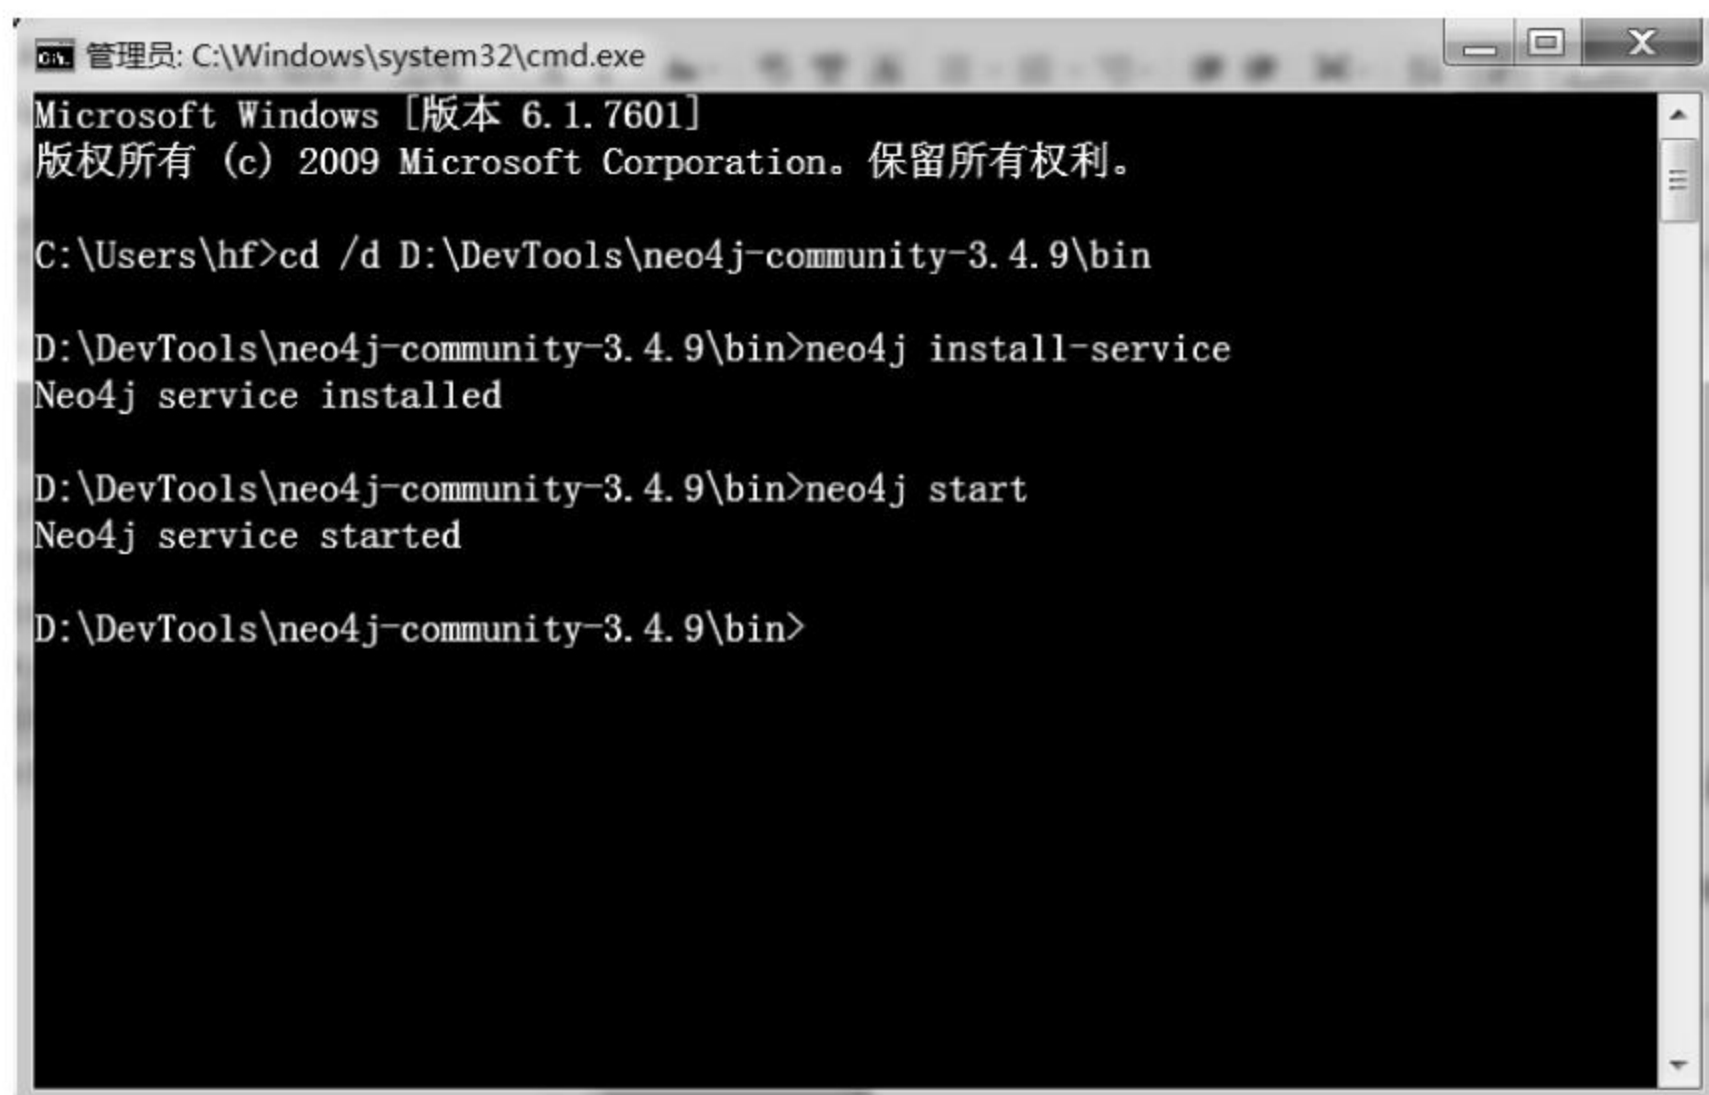 管理员: C:\Windows\system32\cmd.exe
Microsoft Windows [版本 6.1.7601]
版权所有 (c) 2009 Microsoft Corporation。保留所有权利。
C:\Users\hf>cd /d D:\DevTools\neo4j-community-3.4.9\bin
D:\DevTools\neo4j-community-3.4.9\bin>neo4j install-service
Neo4j service installed
D:\DevTools\neo4j-community-3.4.9\bin>neo4j start
Neo4j service started
D:\DevTools\neo4j-community-3.4.9\bin>